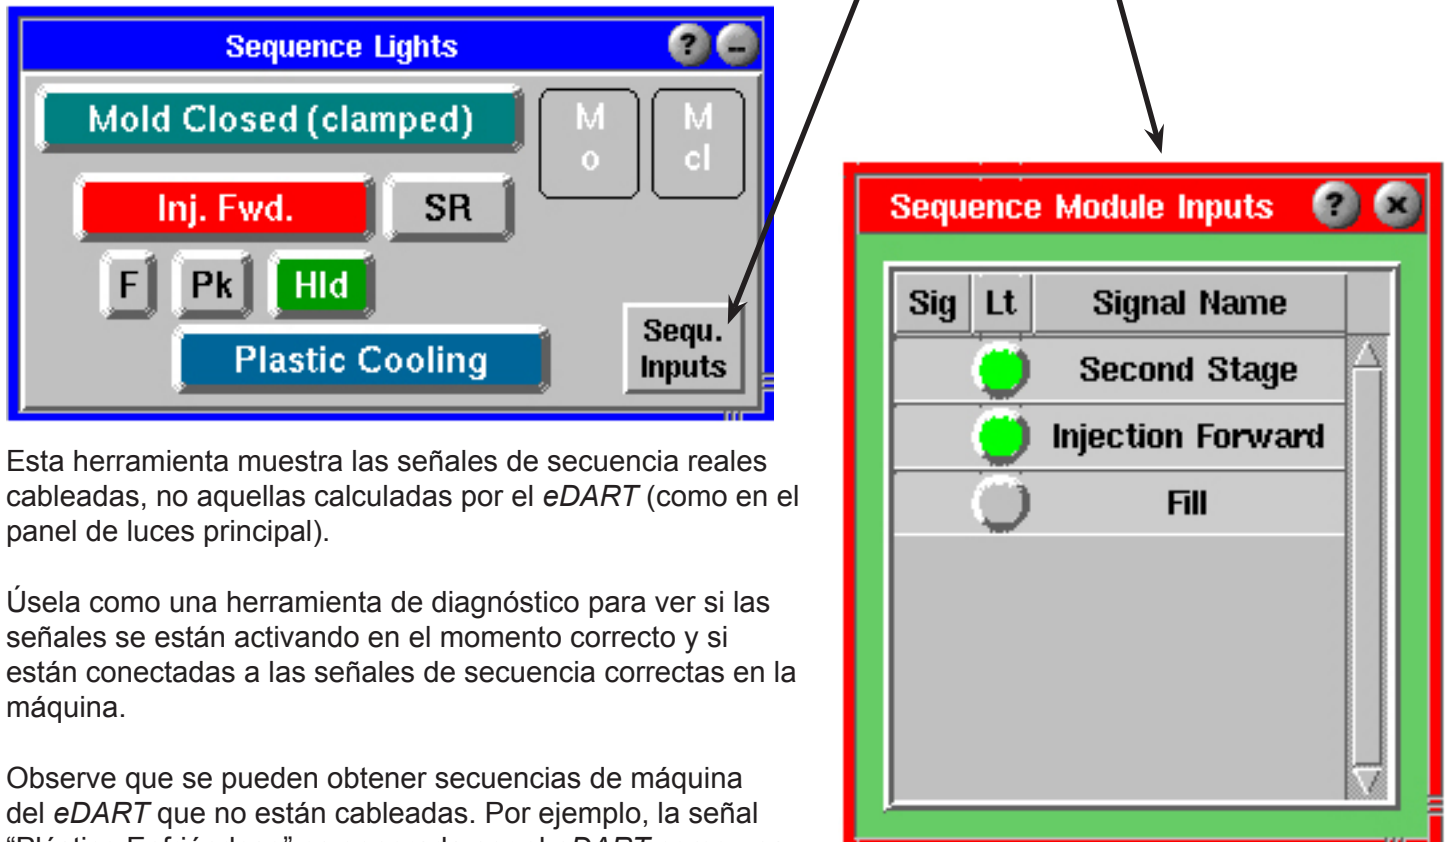 Sequence Lights
?
Mold Closed (clamped)
M
o
M
cl
Inj. Fwd.
SR
F
Pk
Hld
Sequ.
Inputs
Plastic Cooling
Esta herramienta muestra las señales de secuencia reales
cableadas, no aquellas calculadas por el eDART (como en el
panel de luces principal).
Úsela como una herramienta de diagnóstico para ver si las
señales se están activando en el momento correcto y si
están conectadas a las señales de secuencia correctas en la
máquina.
Observe que se pueden obtener secuencias de máquina
del eDART que no están cableadas. Por ejemplo, la señal
Sequence Module Inputs
?
x
Sig
Lt
Signal Name
Second Stage
Injection Forward
Fill